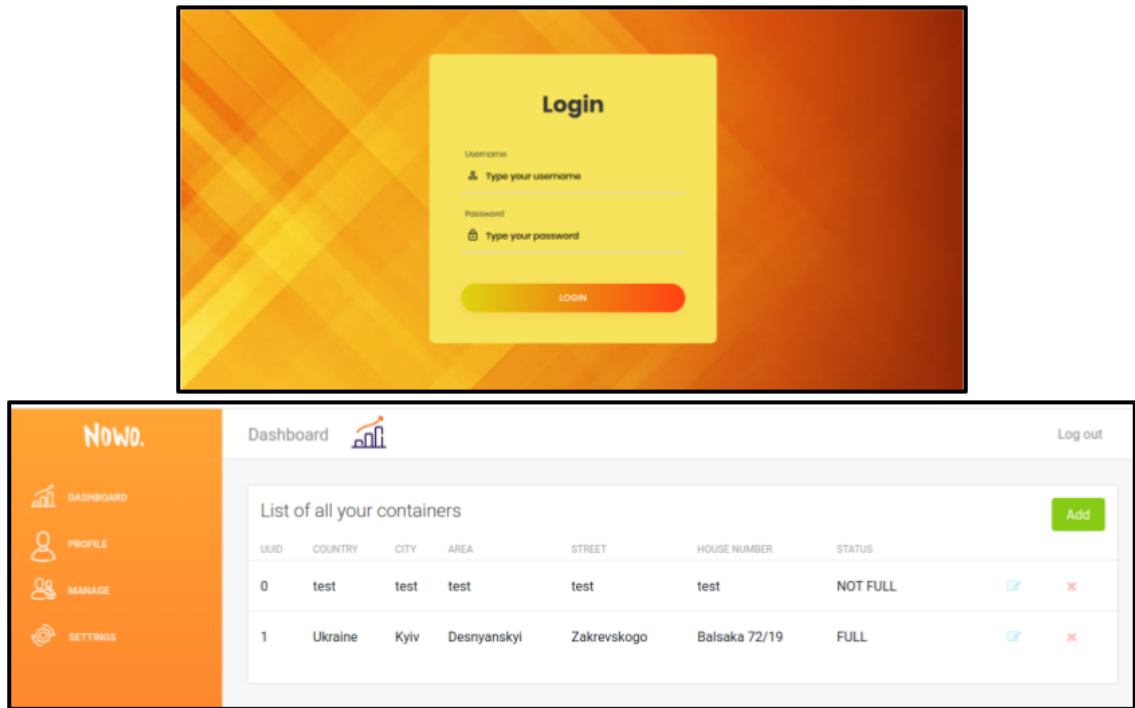 Login
Username
Type your username
Password
Type your password
LOGIN
NOWO.
Dashboard
Log out
DASHBOARD
PROFILE
MANAGE
SETTINGS
List of all your containers
Add
UUID COUNTRY CITY AREA STREET HOUSE NUMBER STATUS
0 test test test test test NOT FULL
1 Ukraine Kyiv Desnyanskyi Zakrevskogo Balsaka 72/19 FULL